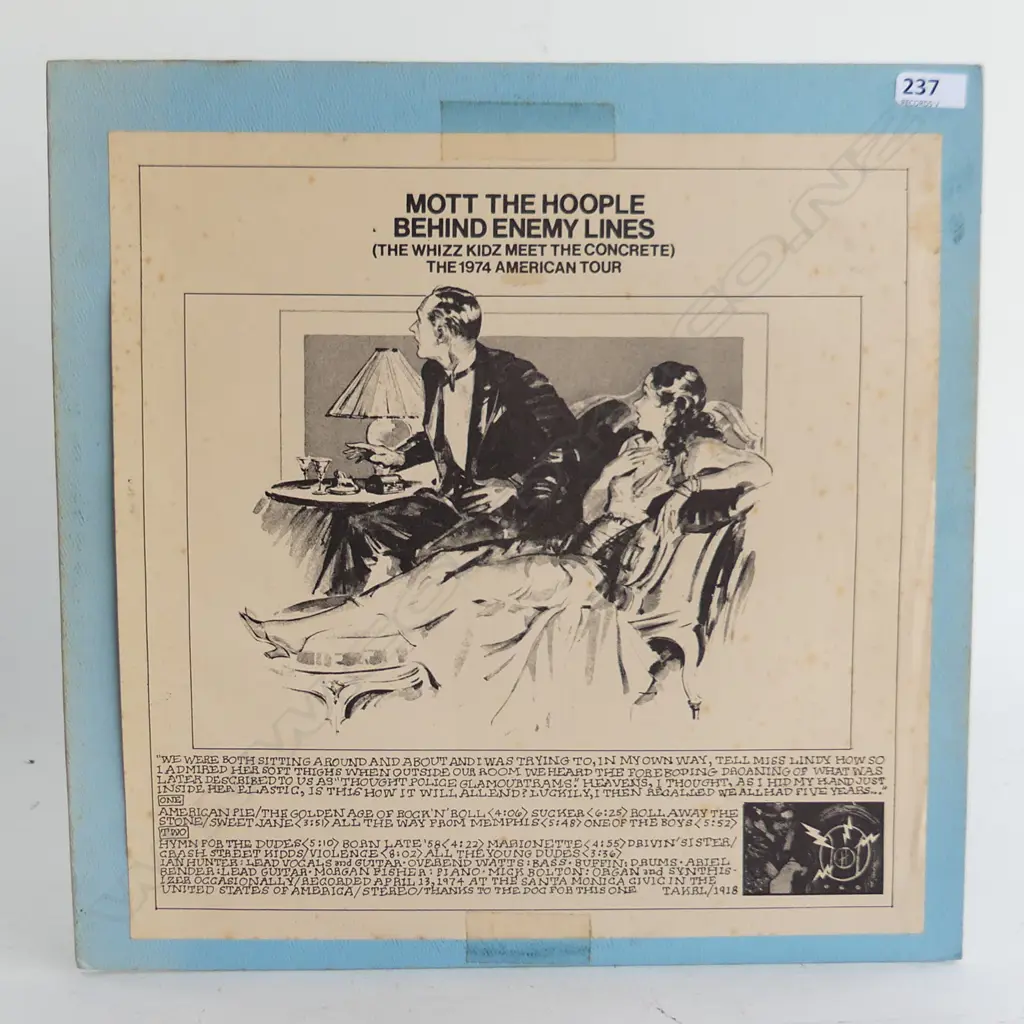 237
RECORDS-/
MOTT THE HOOPLE
BEHIND ENEMY LINES
(THE WHIZZ KIDZ MEET THE CONCRETE)
THE 1974 AMERICAN TOUR
"WE WERE BOTH SITTING AROUND AND ABOUT AND I WAS TRYING TO, IN MY OWN WAY, TELL MISS LINDY HOW SO
I ADMIRED HER SOFT THIGHS WHEN OUTSIDE OUR ROOM WE HEARD THE FOREBODING DROANING OF WHAT WAS
LATER DESCRIBED TO US AS "THOUGHT POLICE GLAMOURTRAMS." HEAVENS, I THOUGHT, AS I HID MY HAND JUST
INSIDE HER ELASTIC, IS THIS HOW IT WILL ALL END? LUCKILY, I THEN RECALLED WE ALL HAD FIVE YEARS..."
ONE
AMERICAN PIE/THE GOLDEN AGE OF ROCK'N'ROLL <4:06> SUCKER <6:25> ROLL AWAY THE
STONE/SWEET JANE <3:51> ALL THE WAY FROM MEMPHIS <5:48> ONE OF THE BOYS <5:52>
TWO
HYMN FOR THE DUDES <5:10> BORN LATE '58 <4:22> MARIONETTE <4:55> DRIVIN' SISTER/
CRASH STREET KIDS/VIOLENCE <8:02> ALL THE YOUNG DUDES <3:36>
IAN HUNTER: LEAD VOCALS and GUITAR · OVEREND WATTS: BASS · BUFFIN: DRUMS · ARIEL
BENDER: LEAD GUITAR · MORGAN FISHER: PIANO · MICK BOLTON: ORGAN and SYNTHIS-
IZER OCCASIONALLY/RECORDED APRIL 13, 1974 AT THE SANTA MONICA CIVIC IN THE
UNITED STATES OF AMERICA/STEREO/THANKS TO THE DOC FOR THIS ONE TAKRL/1918